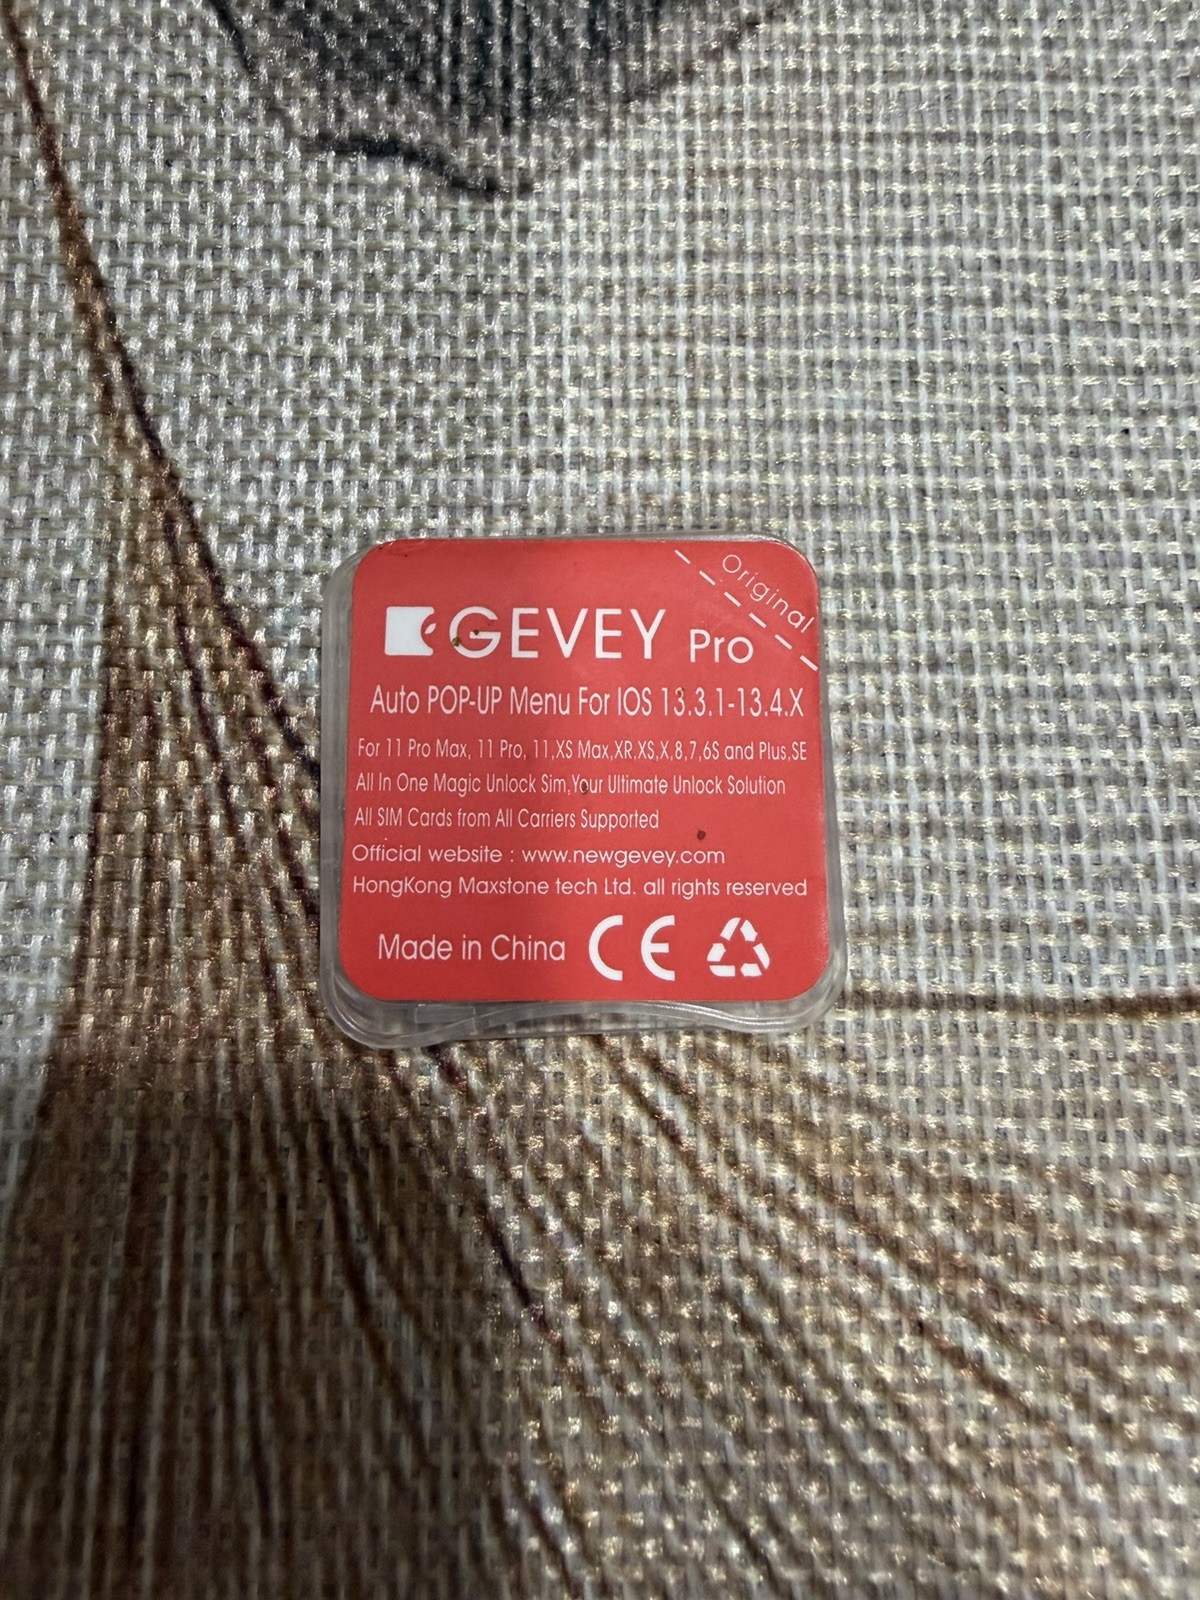 Original
GEVEY Pro
Auto POP-UP Menu For IOS 13.3.1-13.4.X
For 11 Pro Max, 11 Pro, 11,XS Max,XR,XS,X,8,7,6S and Plus,SE
All In One Magic Unlock Sim,Your Ultimate Unlock Solution
All SIM Cards from All Carriers Supported
Official website : www.newgevey.com
HongKong Maxstone tech Ltd. all rights reserved
Made in China CE